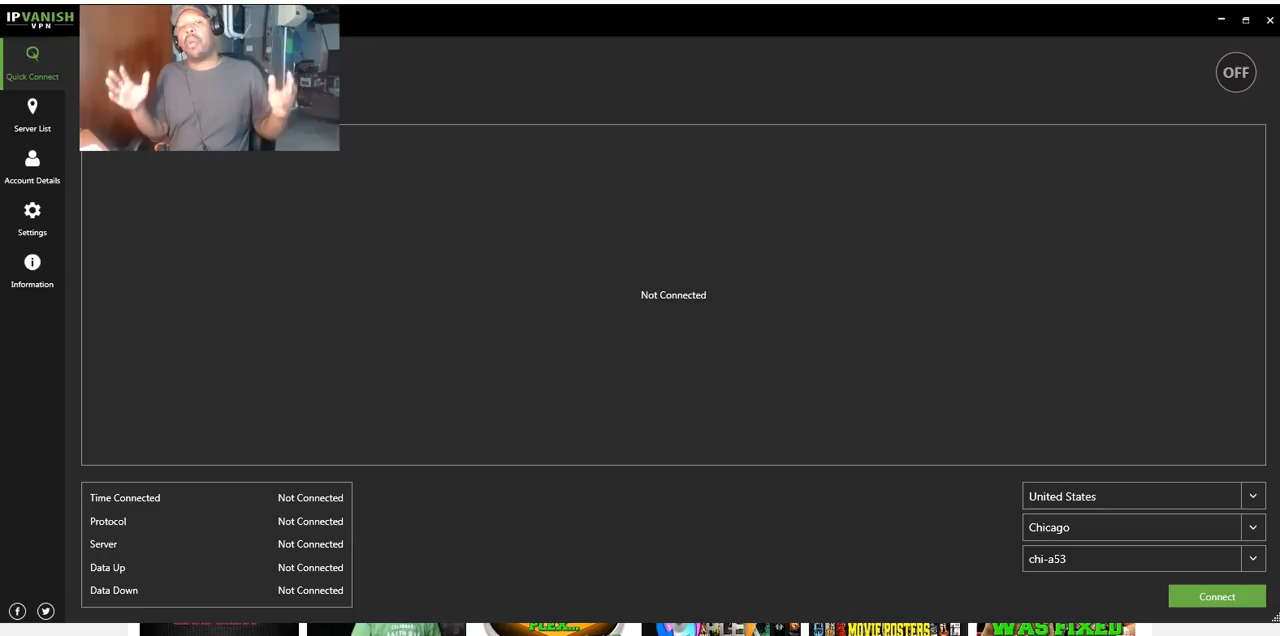 IPVANISH
VPN
Quick Connect
OFF
Server List
Account Details
Settings
Information
Not Connected
Time Connected Not Connected
Protocol Not Connected
Server Not Connected
Data Up Not Connected
Data Down Not Connected
United States
Chicago
chi-a53
Connect
PLEX...
MOVIE POSTERS
WAS FIXED